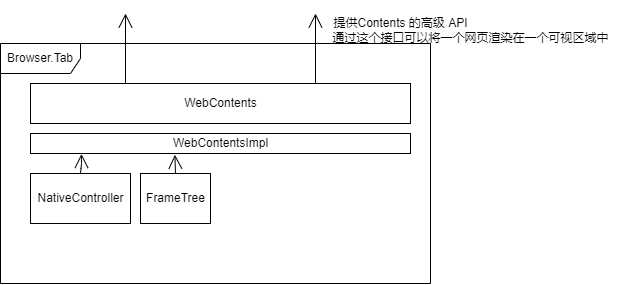 提供Contents 的高级 API
通过这个接口可以将一个网页渲染在一个可视区域中
Browser.Tab
WebContents
WebContentsImpl
NativeController
FrameTree